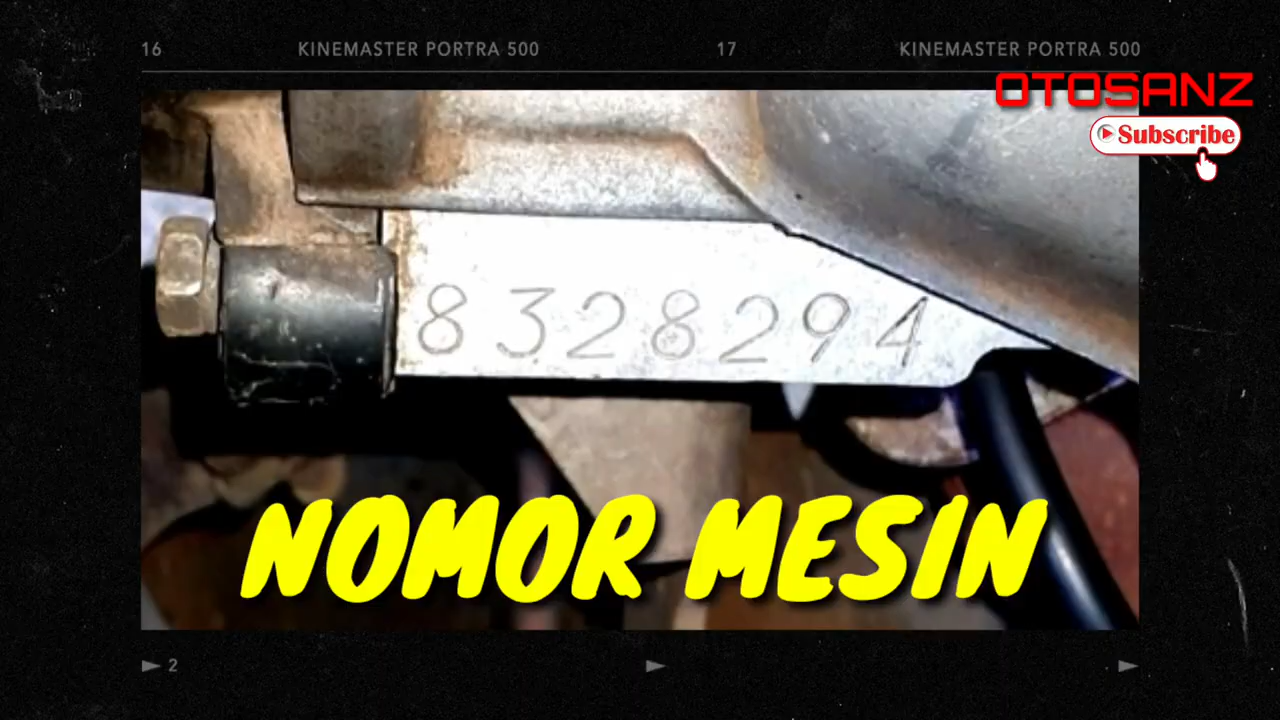 16 KINEMASTER PORTRA 500 17 KINEMASTER PORTRA 500
OTOSANZ
Subscribe
8328294
NOMOR MESIN
2